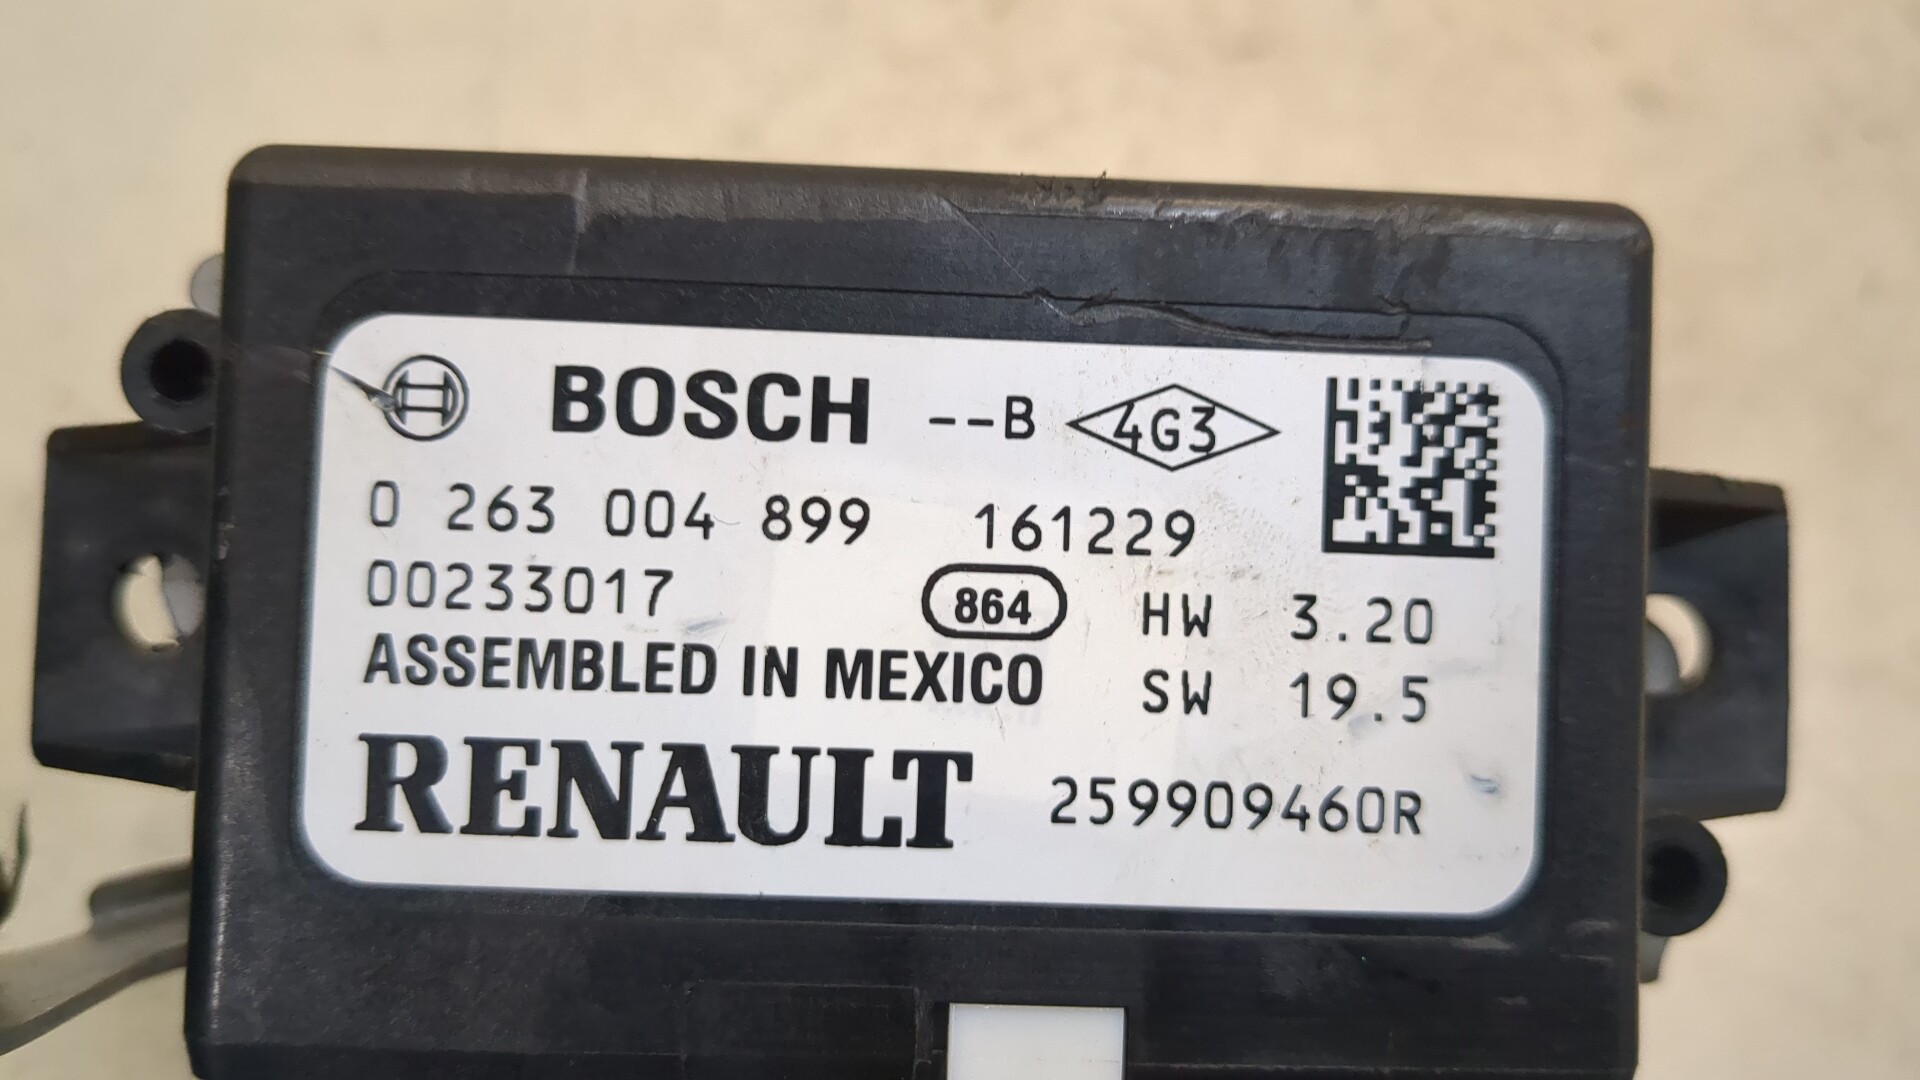 BOSCH --B 4G3
0 263 004 899 161229
00233017 864 HW 3.20
ASSEMBLED IN MEXICO SW 19.5
RENAULT 259909460R